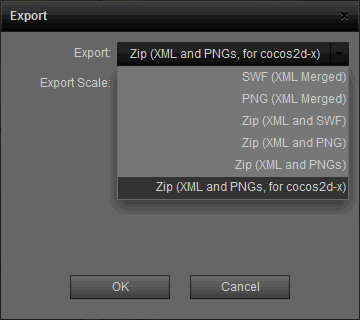 Export
Export: Zip (XML and PNGs, for cocos2d-x)
Export Scale:
SWF (XML Merged)
PNG (XML Merged)
Zip (XML and SWF)
Zip (XML and PNG)
Zip (XML and PNGs)
Zip (XML and PNGs, for cocos2d-x)
OK Cancel